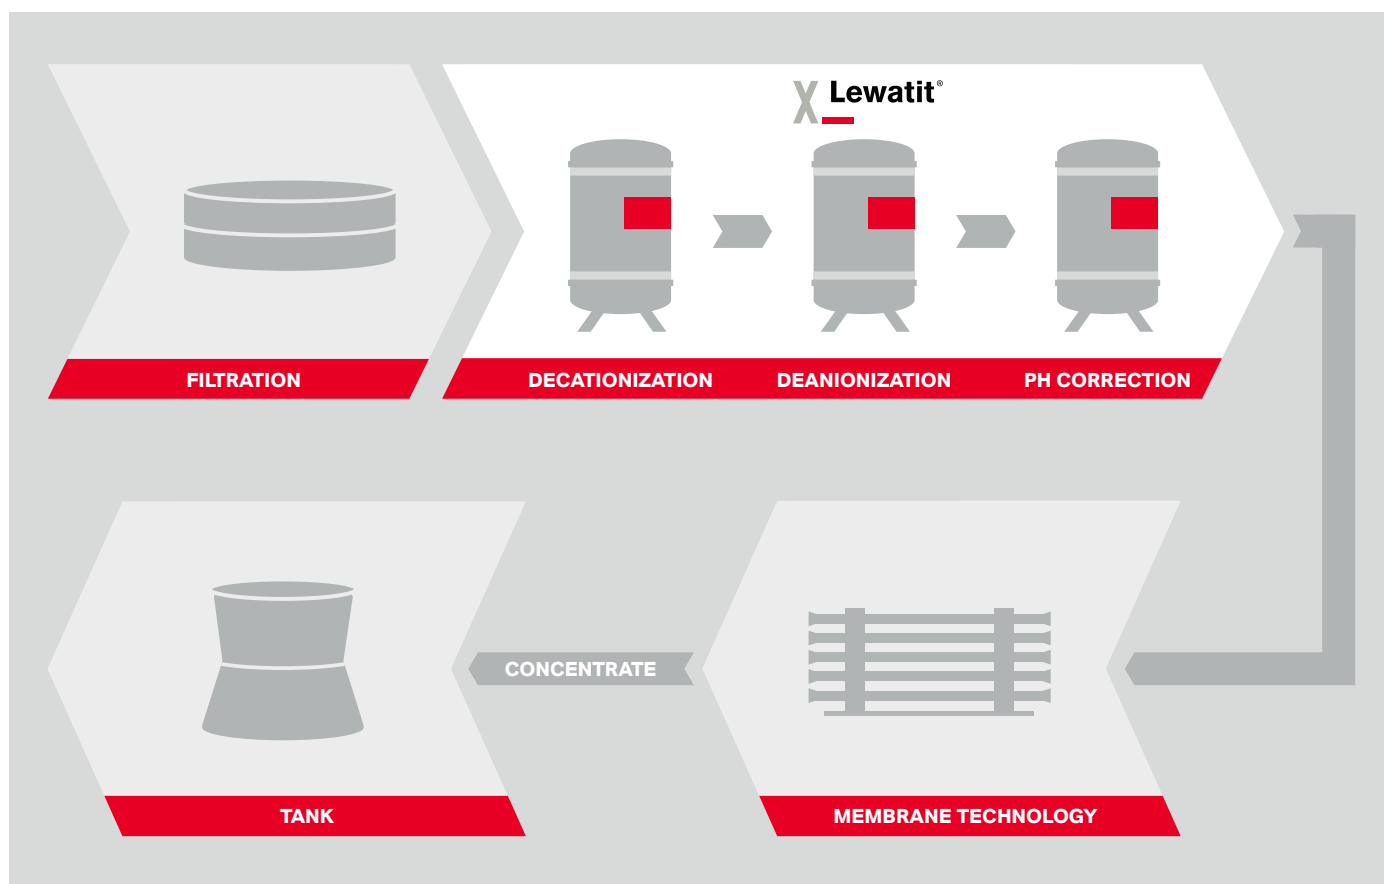 Lewatit®
FILTRATION
DECATIONIZATION
DEANIONIZATION
PH CORRECTION
CONCENTRATE
TANK
MEMBRANE TECHNOLOGY